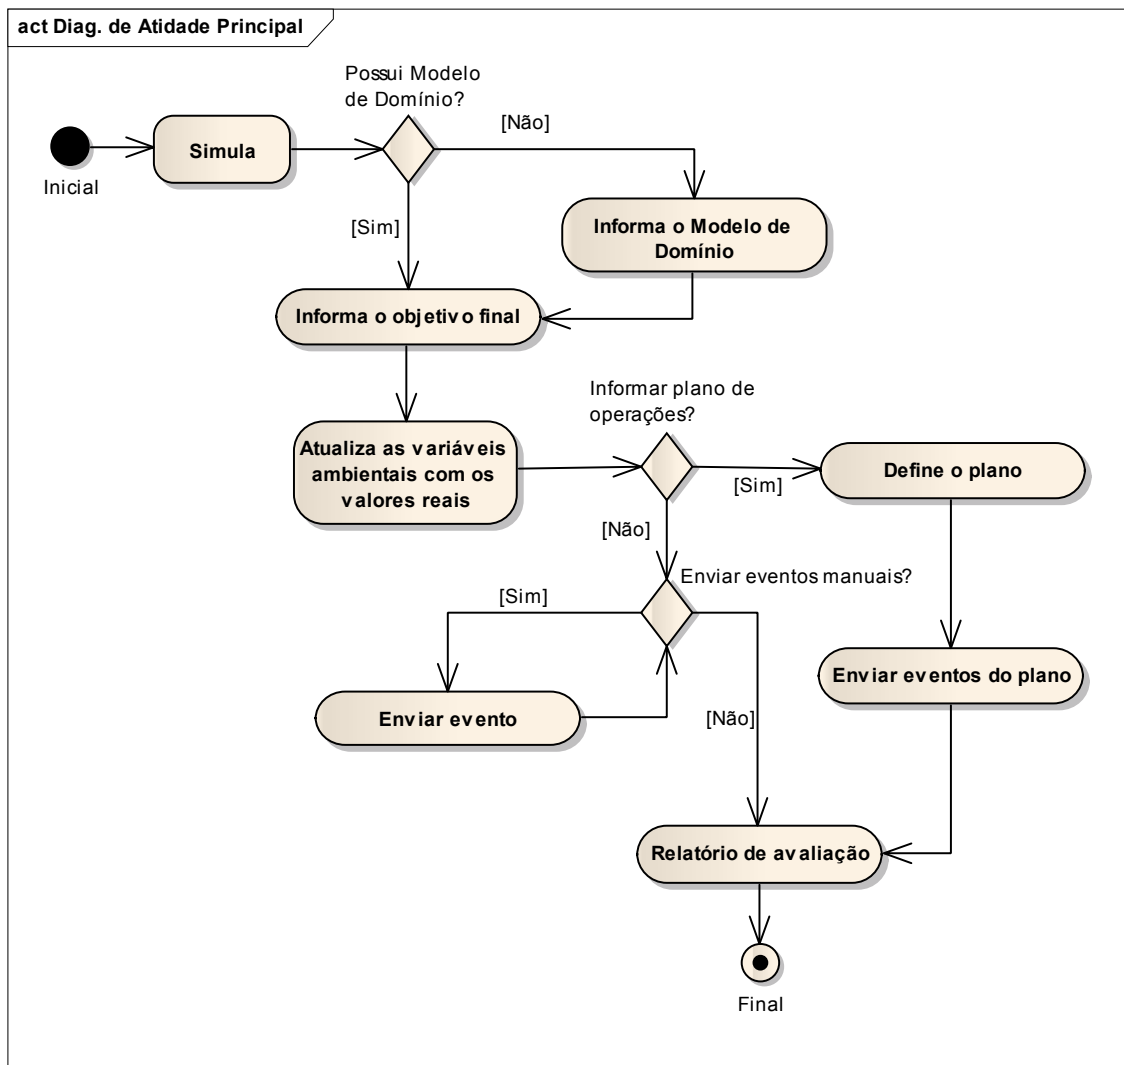 act Diag. de Atidade Principal
Possui Modelo
de Domínio?
[Não]
Simula
Inicial
[Sim]
Informa o Modelo de
Domínio
Informa o objetivo final
Informar plano de
operações?
Atualiza as variáveis
ambientais com os
valores reais
Define o plano
[Sim]
[Não]
Enviar eventos manuais?
[Sim]
Enviar eventos do plano
Enviar evento
[Não]
Relatório de avaliação
Final